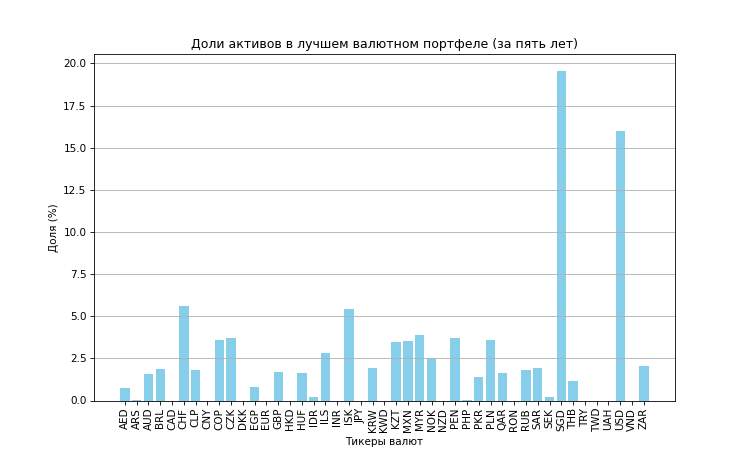 Доли активов в лучшем валютном портфеле (за пять лет)
Доля (%)
20.0
17.5
15.0
12.5
10.0
7.5
5.0
2.5
0.0
AED ARS AUD BRL CAD CHF CLP CNY COP CZK DKK EGP EUR GBP HKD HUF IDR ILS INR ISK JPY KRW KWD KZT MXN MYR NOK NZD PEN PHP PKR PLN QAR RON RUB SAR SEK SGD THB TRY TWD UAH USD VND ZAR
Тикеры валют